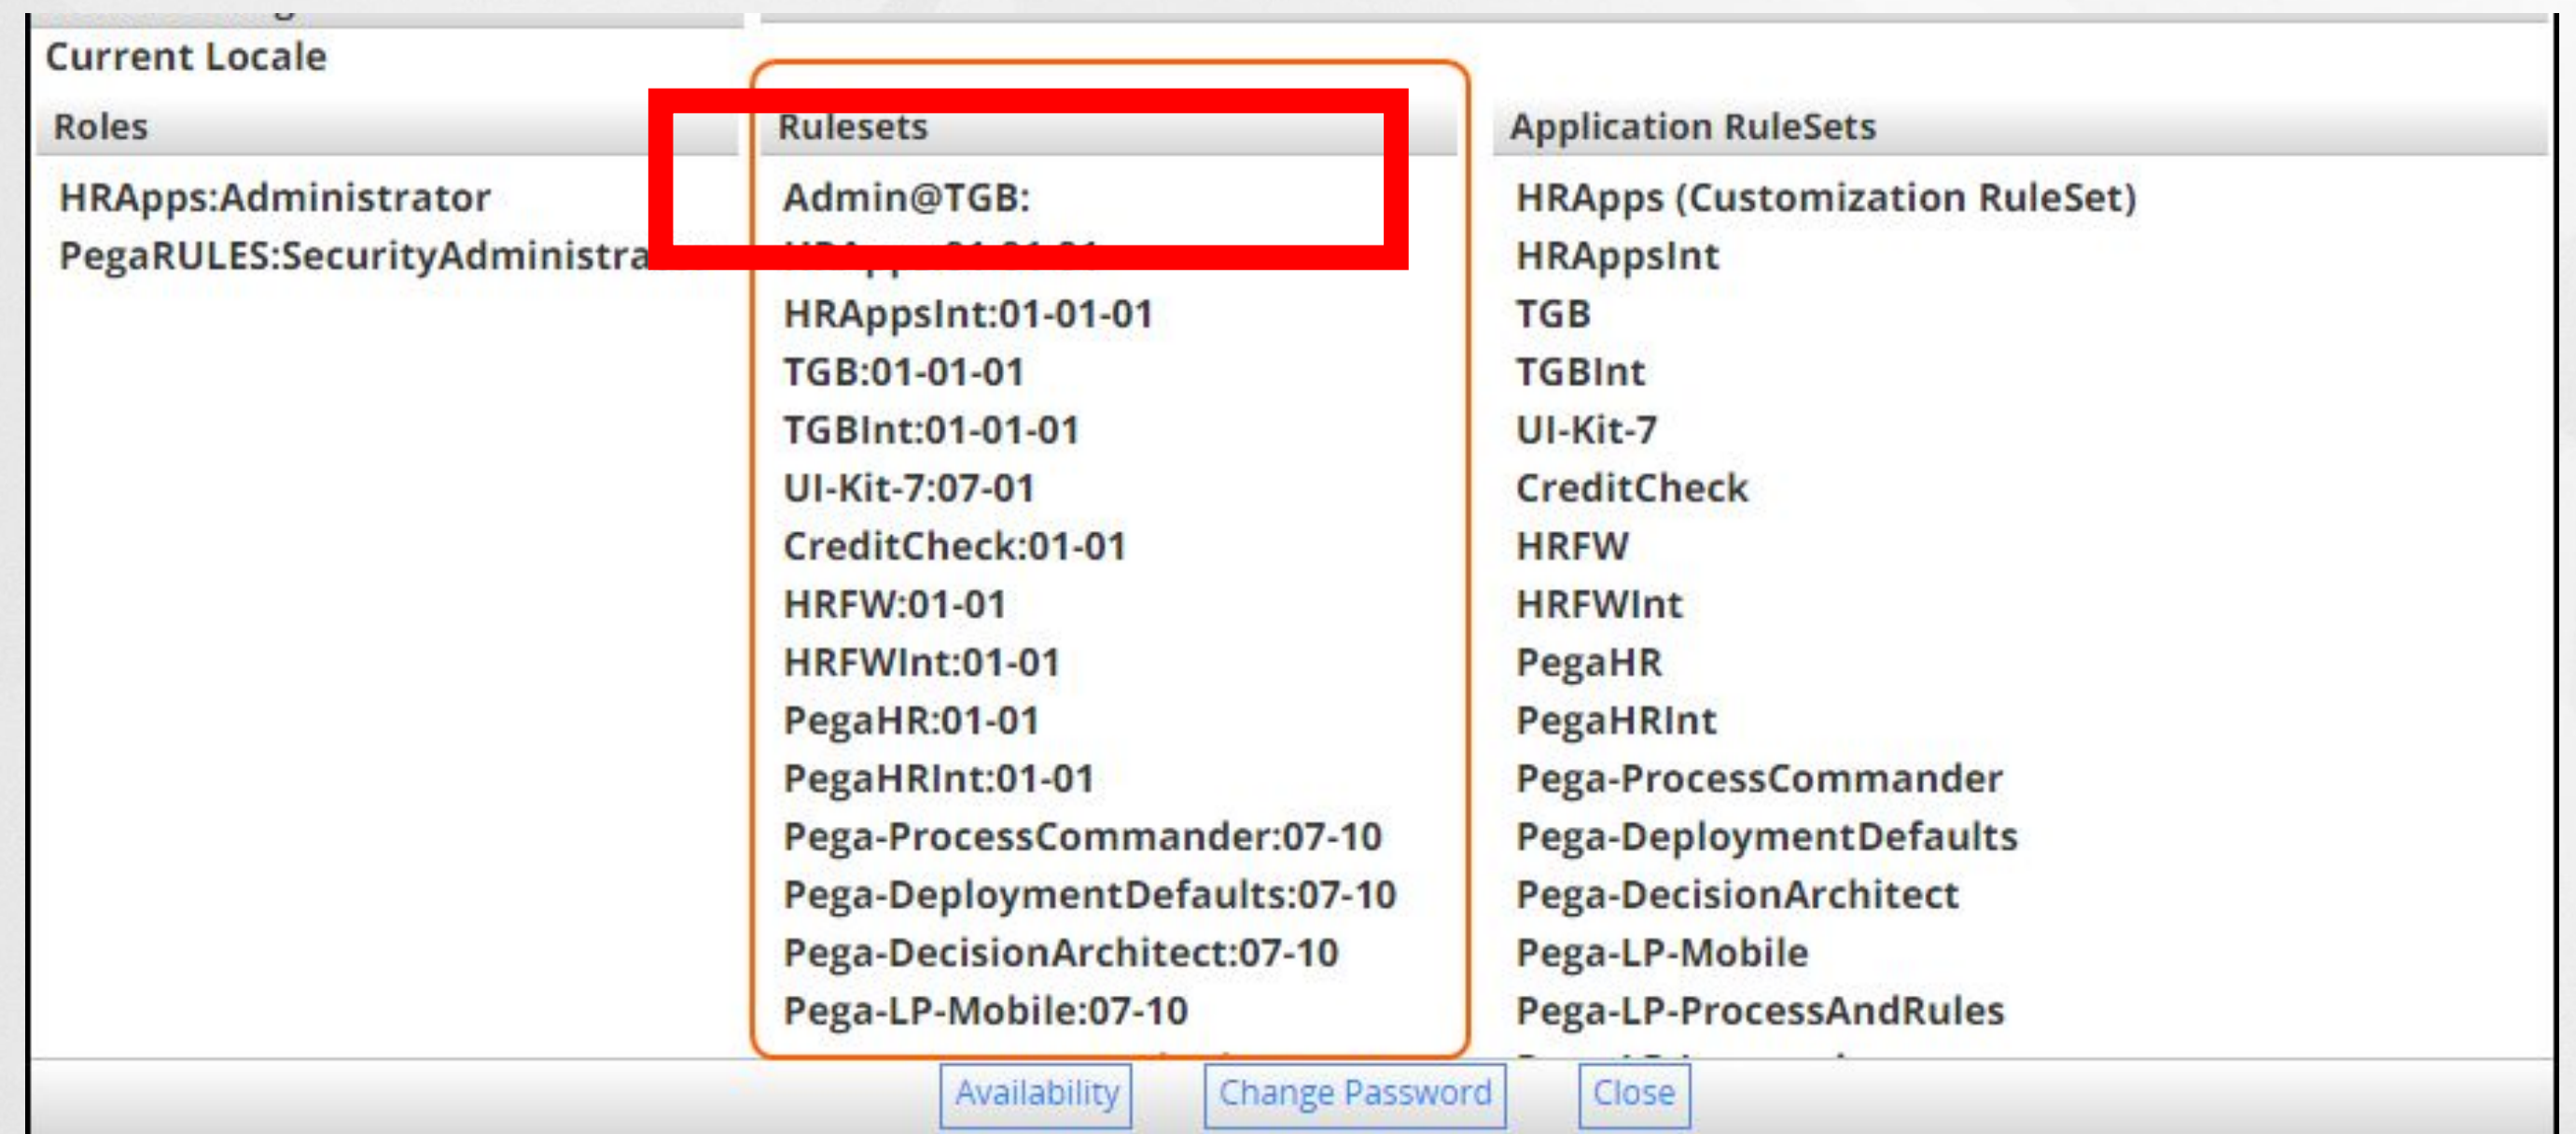 Current Locale
Roles
HRApps:Administrator
Rulesets
Admin@TGB:
HRAppsInt:01-01-01
TGB:01-01-01
TGBInt:01-01-01
UI-Kit-7:07-01
CreditCheck:01-01
HRFW:01-01
HRFWInt:01-01
PegaHR:01-01
PegaHRInt:01-01
Pega-ProcessCommander:07-10
Pega-DeploymentDefaults:07-10
Pega-DecisionArchitect:07-10
Pega-LP-Mobile:07-10
Application RuleSets
HRApps (Customization RuleSet)
HRAppsInt
TGB
TGBInt
UI-Kit-7
CreditCheck
HRFW
HRFWInt
PegaHR
PegaHRInt
Pega-ProcessCommander
Pega-DeploymentDefaults
Pega-DecisionArchitect
Pega-LP-Mobile
Pega-LP-ProcessAndRules
Availability
Change Password
Close